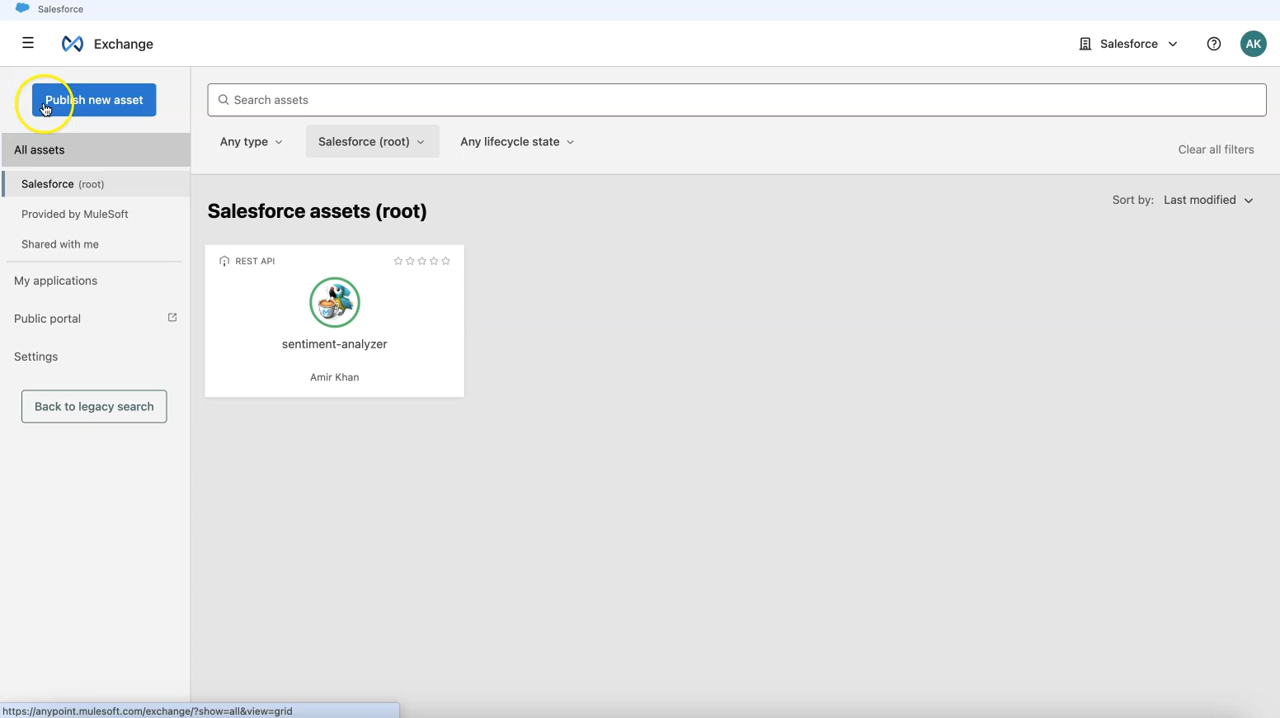 Salesforce
Exchange
Salesforce
AK
Publish new asset
Search assets
Any type
Salesforce (root)
Any lifecycle state
Clear all filters
All assets
Salesforce (root)
Provided by MuleSoft
Shared with me
My applications
Public portal
Settings
Back to legacy search
Salesforce assets (root)
Sort by: Last modified
REST API
sentiment-analyzer
Amir Khan
https://anypoint.mulesoft.com/exchange/?show=all&view=grid